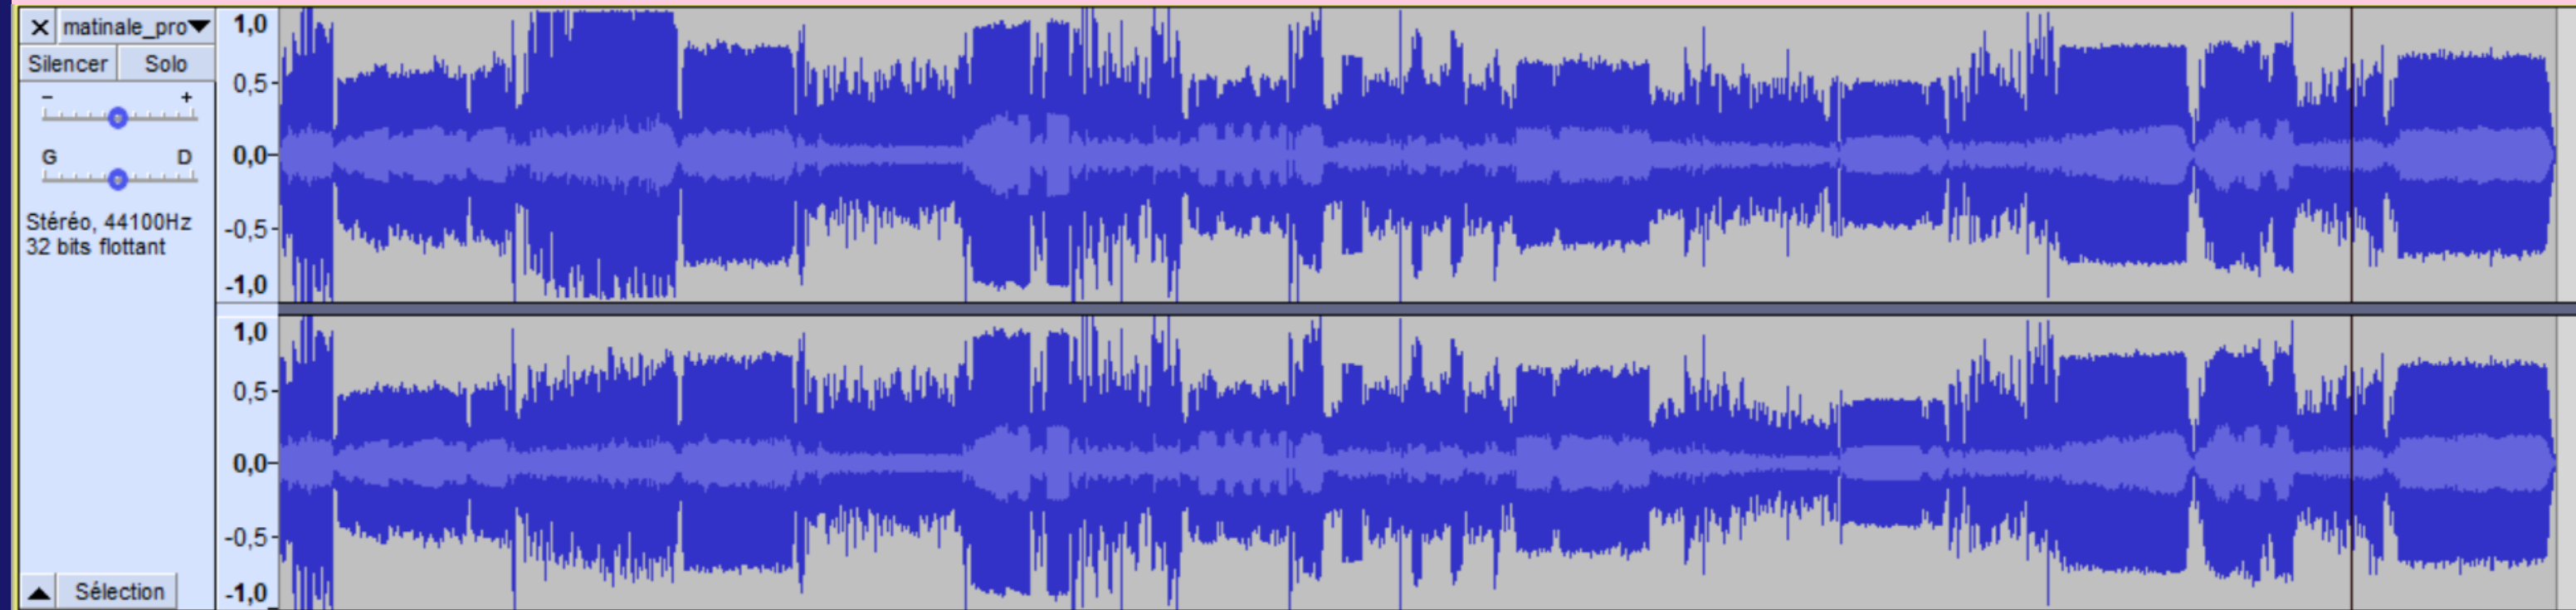 matinale_pro
Silencer Solo
- +
G D
Stéréo, 44100Hz
32 bits flottant
Sélection
1,0
0,5
0,0
-0,5
-1,0
1,0
0,5
0,0
-0,5
-1,0